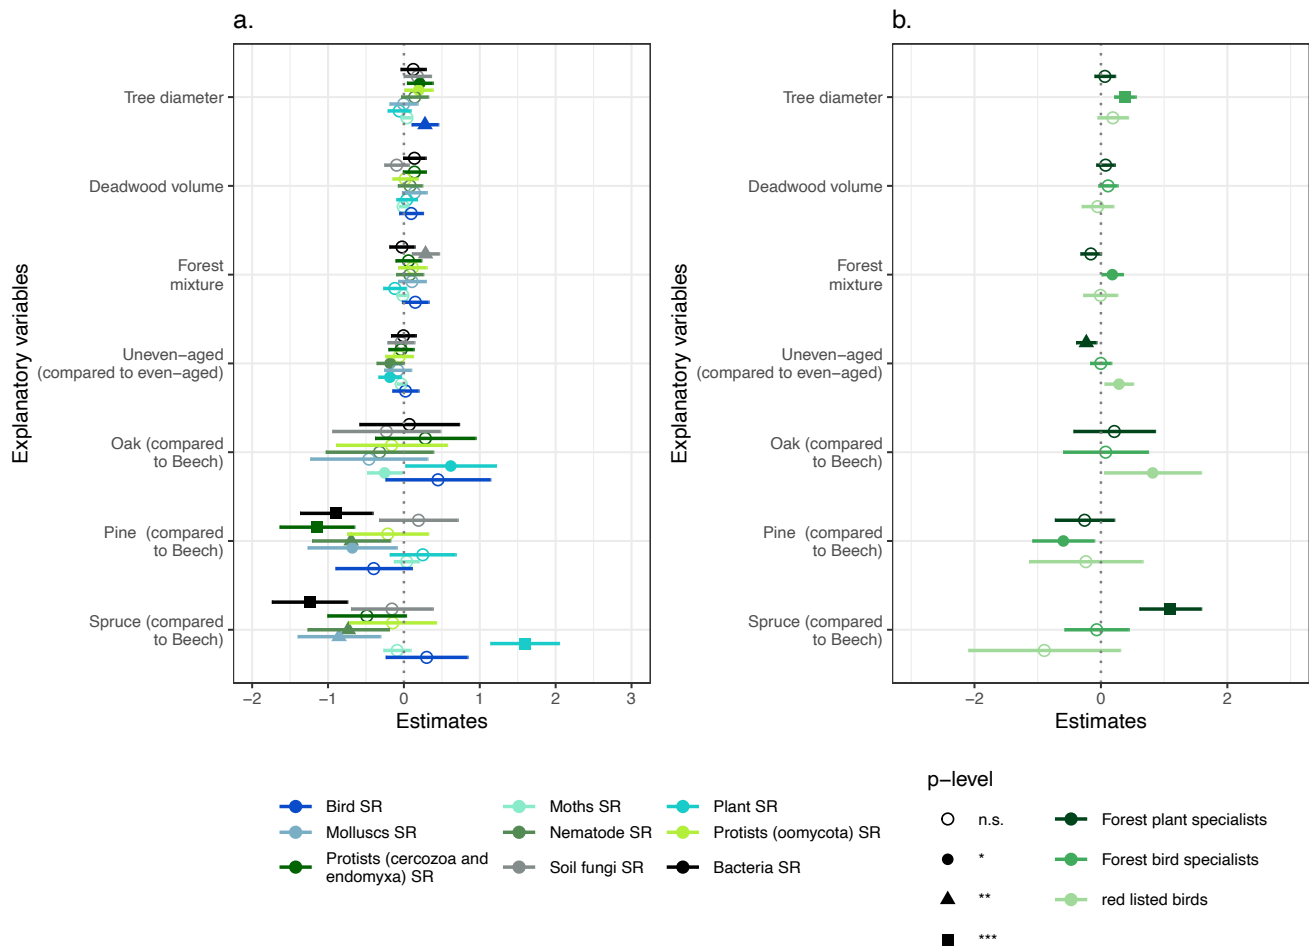 a.
Explanatory variables
Tree diameter
Deadwood volume
Forest
mixture
Uneven−aged
(compared to even−aged)
Oak (compared
to Beech)
Pine  (compared
to Beech)
Spruce (compared
to Beech)
−2 −1 0 1 2 3
Estimates
b.
Explanatory variables
Tree diameter
Deadwood volume
Forest
mixture
Uneven−aged
(compared to even−aged)
Oak (compared
to Beech)
Pine  (compared
to Beech)
Spruce (compared
to Beech)
−2 0 2
Estimates
Bird SR
Molluscs SR
Protists (cercozoa and
endomyxa) SR
Moths SR
Nematode SR
Soil fungi SR
Plant SR
Protists (oomycota) SR
Bacteria SR
p−level
n.s.
*
**
***
Forest plant specialists
Forest bird specialists
red listed birds